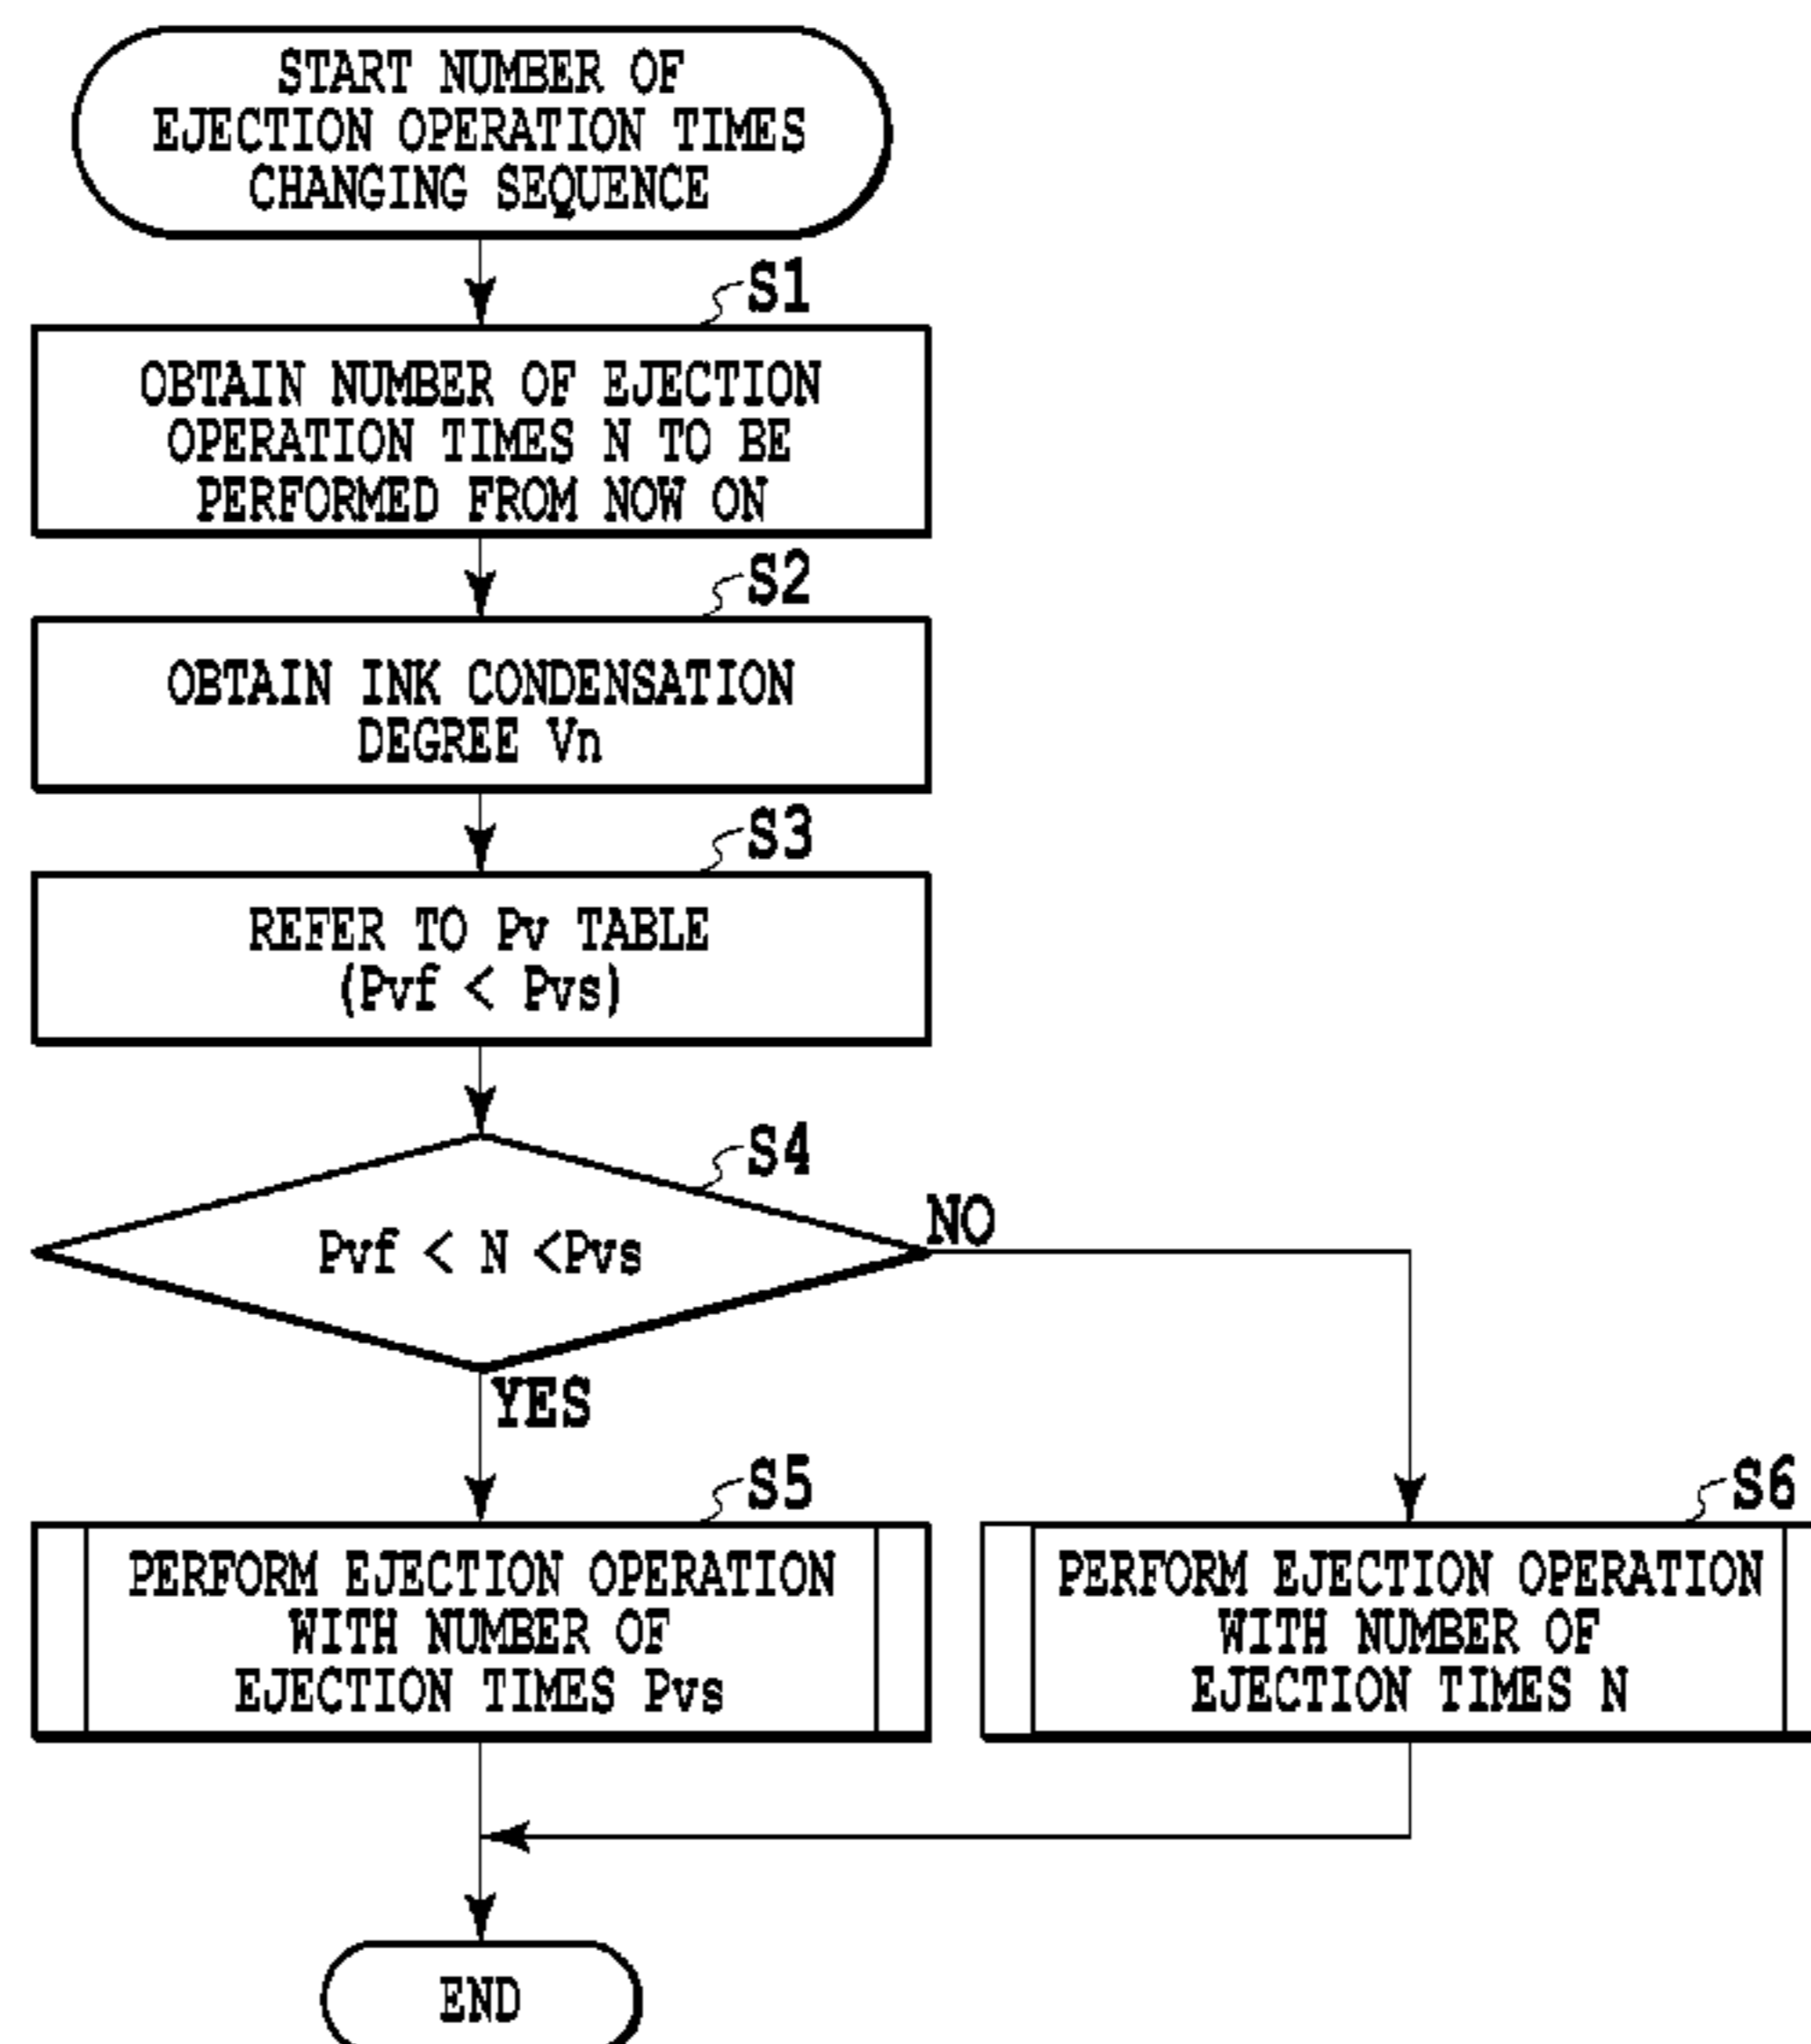 START NUMBER OF
EJECTION OPERATION TIMES
CHANGING SEQUENCE
S1
OBTAIN NUMBER OF EJECTION
OPERATION TIMES N TO BE
PERFORMED FROM NOW ON
S2
OBTAIN INK CONDENSATION
DEGREE Vn
S3
REFER TO Pv TABLE
(Pvf < Pvs)
S4
Pvf < N <Pvs
NO
YES
S5
PERFORM EJECTION OPERATION
WITH NUMBER OF
EJECTION TIMES Pvs
S6
PERFORM EJECTION OPERATION
WITH NUMBER OF
EJECTION TIMES N
END